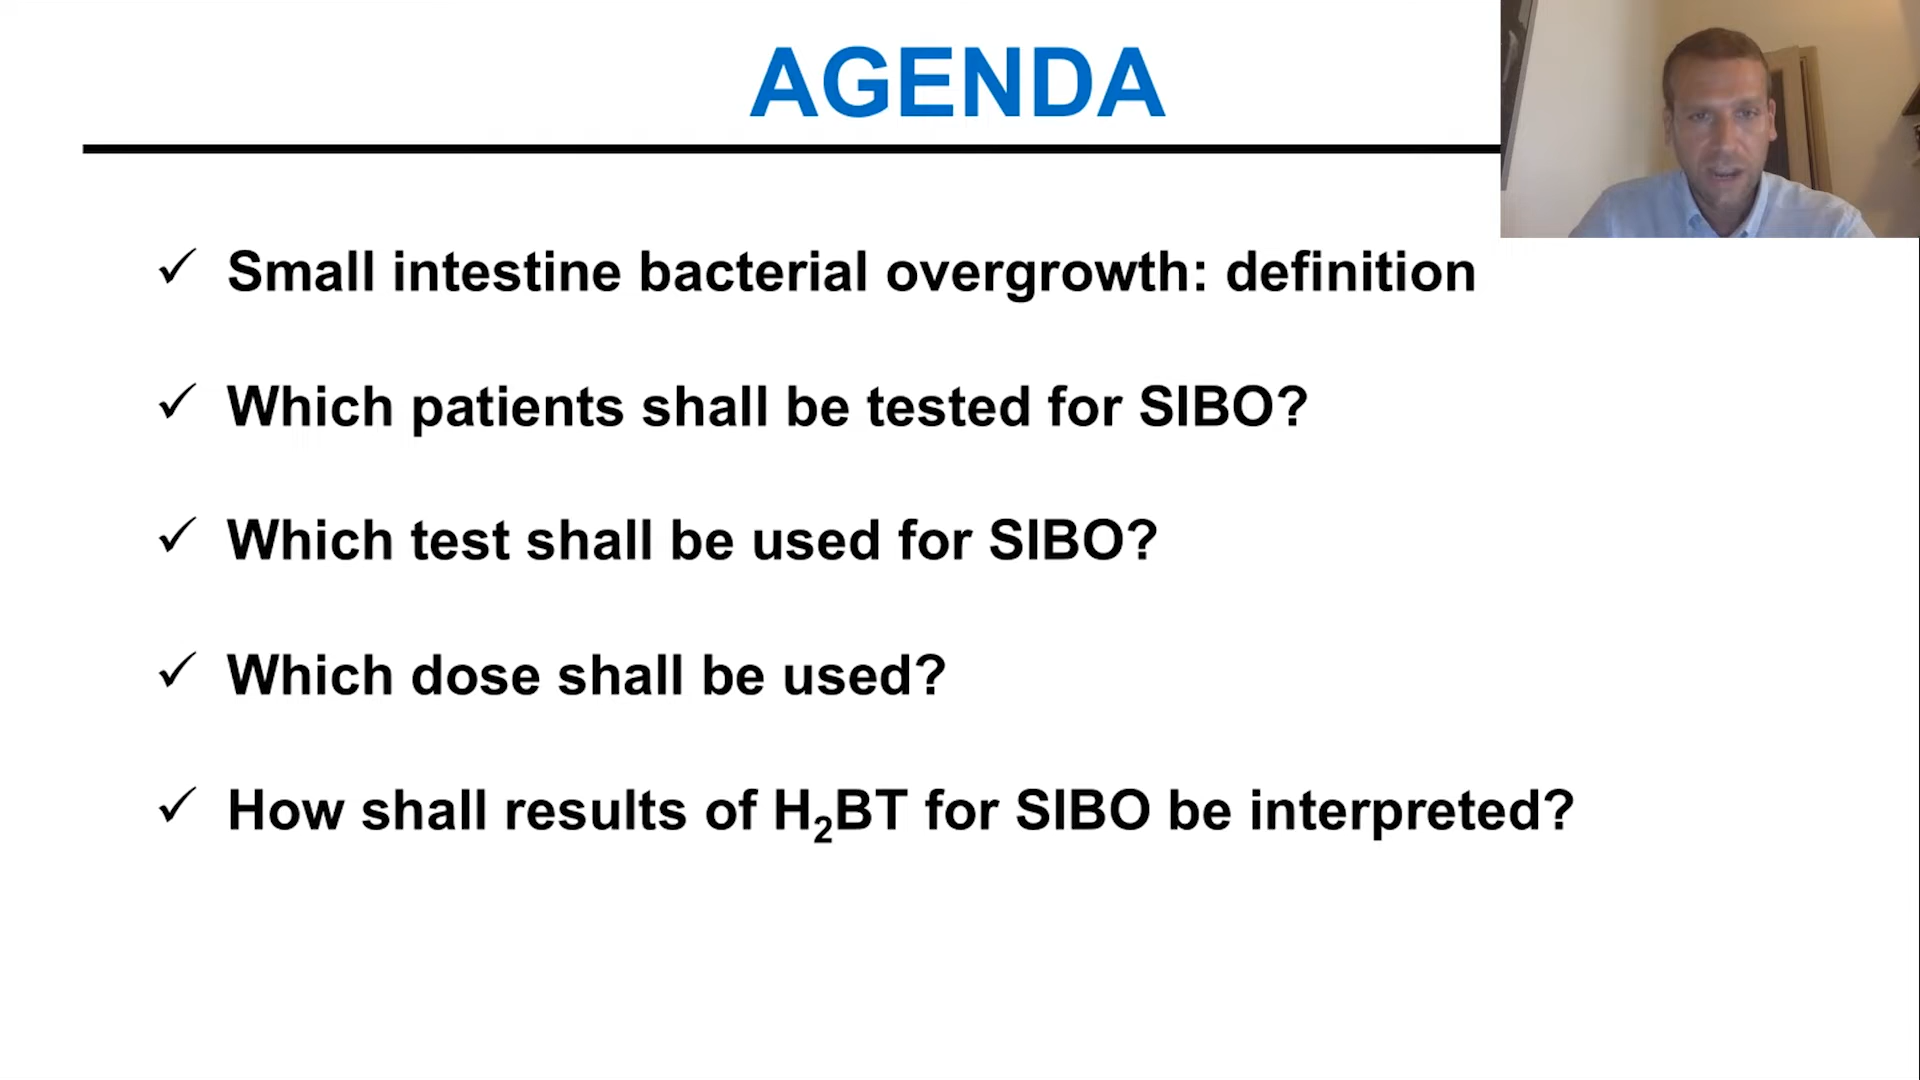 AGENDA
✓ Small intestine bacterial overgrowth: definition
✓ Which patients shall be tested for SIBO?
✓ Which test shall be used for SIBO?
✓ Which dose shall be used?
✓ How shall results of H₂BT for SIBO be interpreted?